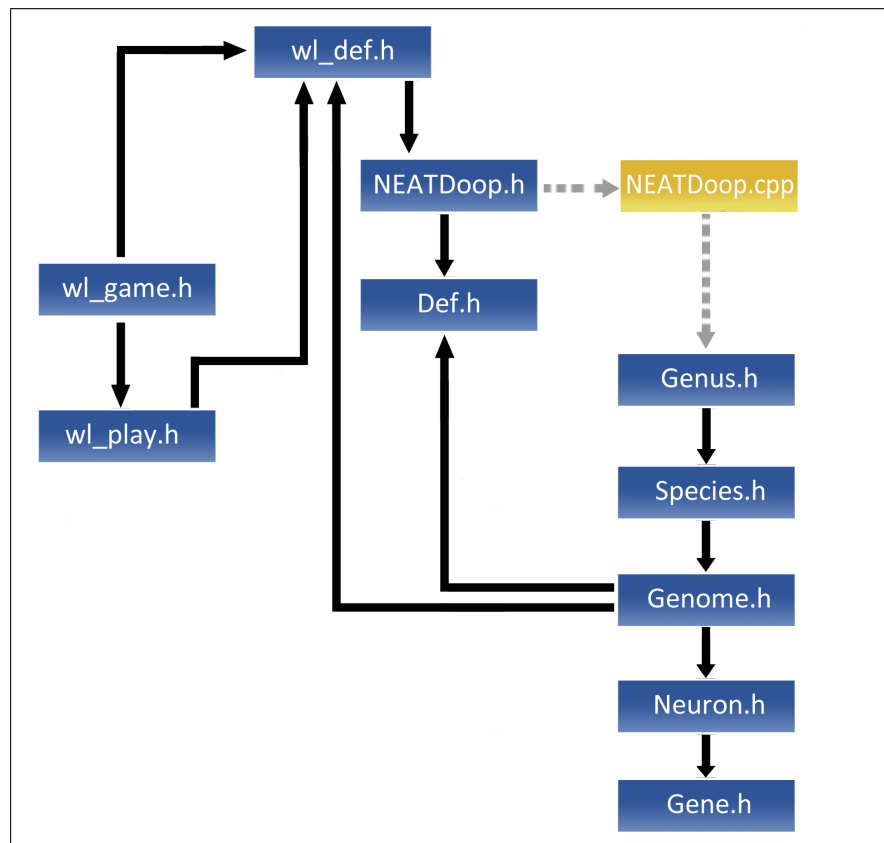 wl_def.h
NEATDoop.h
NEATDoop.cpp
wl_game.h
Def.h
Genus.h
wl_play.h
Species.h
Genome.h
Neuron.h
Gene.h